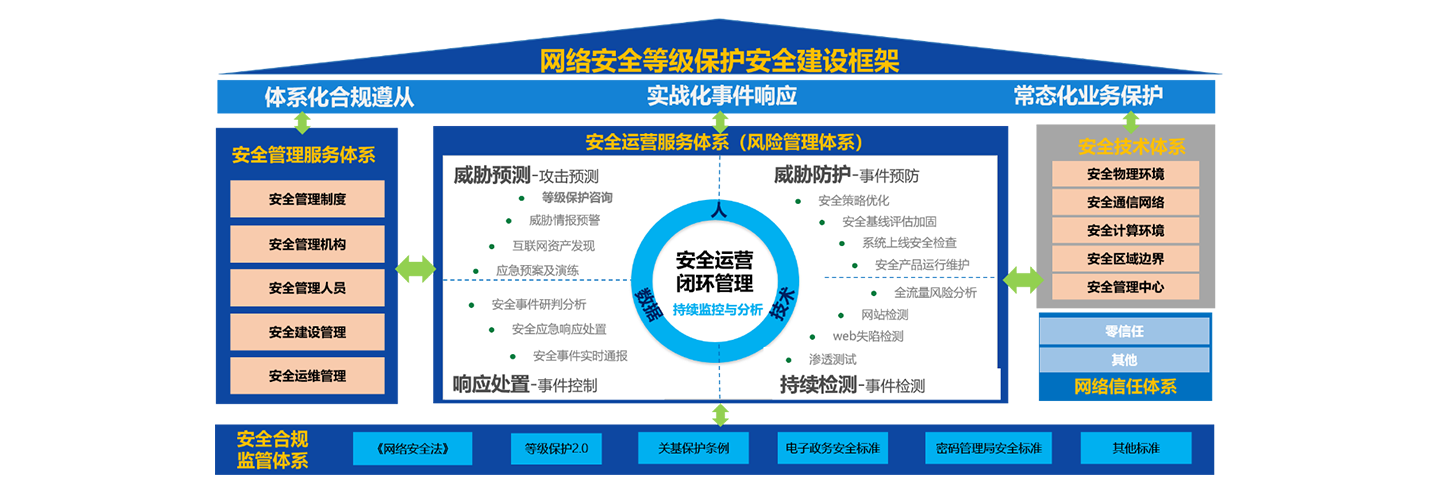 网络安全等级保护安全建设框架
体系化合规遵从
实战化事件响应
常态化业务保护
安全管理服务体系
安全管理制度
安全管理机构
安全管理人员
安全建设管理
安全运维管理
安全运营服务体系（风险管理体系）
威胁预测-攻击预测
等级保护咨询
威胁情报预警
互联网资产发现
应急预案及演练
安全事件研判分析
安全应急响应处置
安全事件实时通报
响应处置-事件控制
人
安全运营
闭环管理
持续监控与分析
数据
技术
威胁防护-事件预防
安全策略优化
安全基线评估加固
系统上线安全检查
安全产品运行维护
全流量风险分析
网站检测
web失陷检测
渗透测试
持续检测-事件检测
安全技术体系
安全物理环境
安全通信网络
安全计算环境
安全区域边界
安全管理中心
零信任
其他
网络信任体系
安全合规
监管体系
《网络安全法》
等级保护2.0
关基保护条例
电子政务安全标准
密码管理局安全标准
其他标准